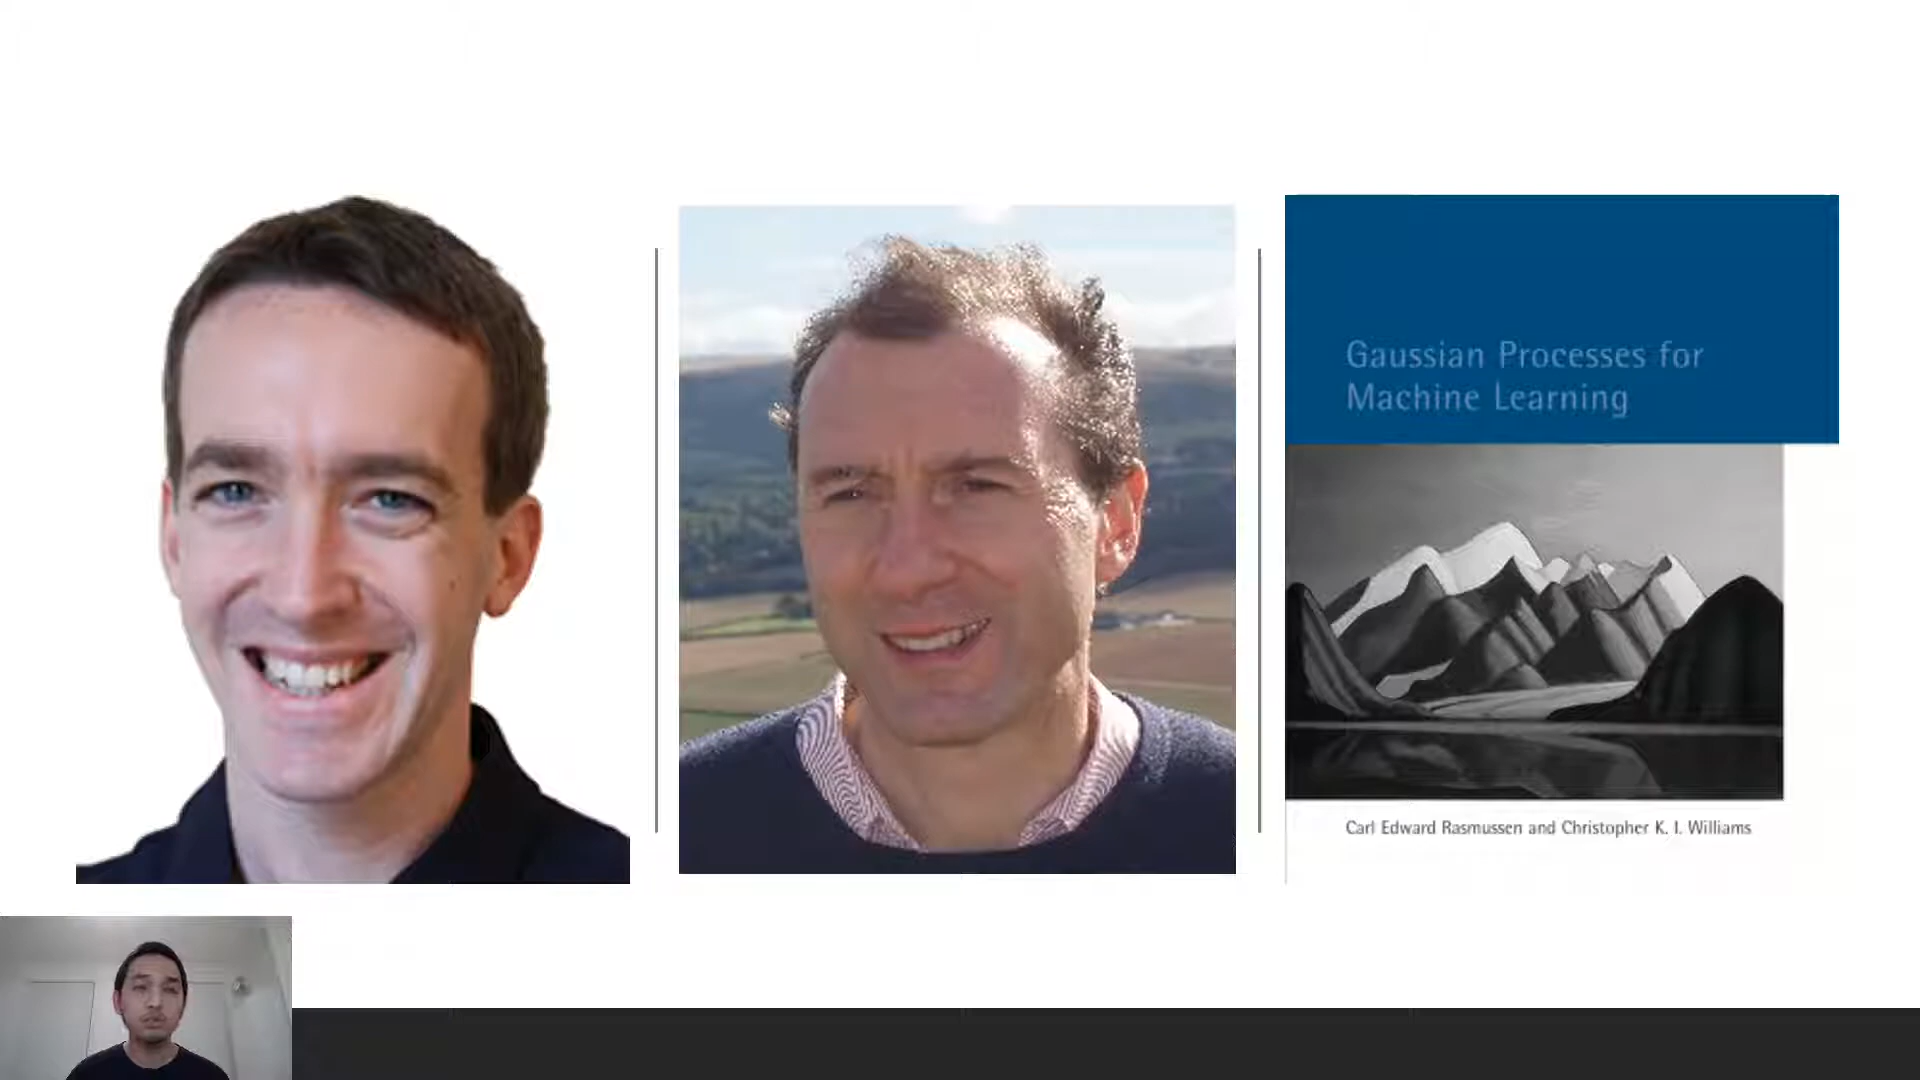 Gaussian Processes for
Machine Learning
Carl Edward Rasmussen and Christopher K. I. Williams